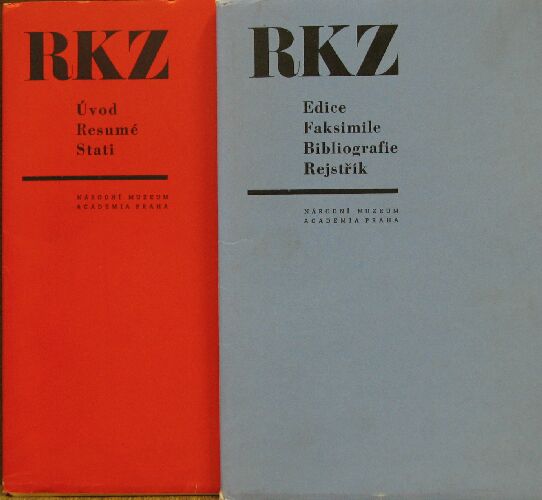 RKZ
Úvod
Resumé
Stati
NÁRODNÍ MUZEUM
ACADEMIA PRAHA
RKZ
Edice
Faksimile
Bibliografie
Rejstřík
NÁRODNÍ MUZEUM
ACADEMIA PRAHA